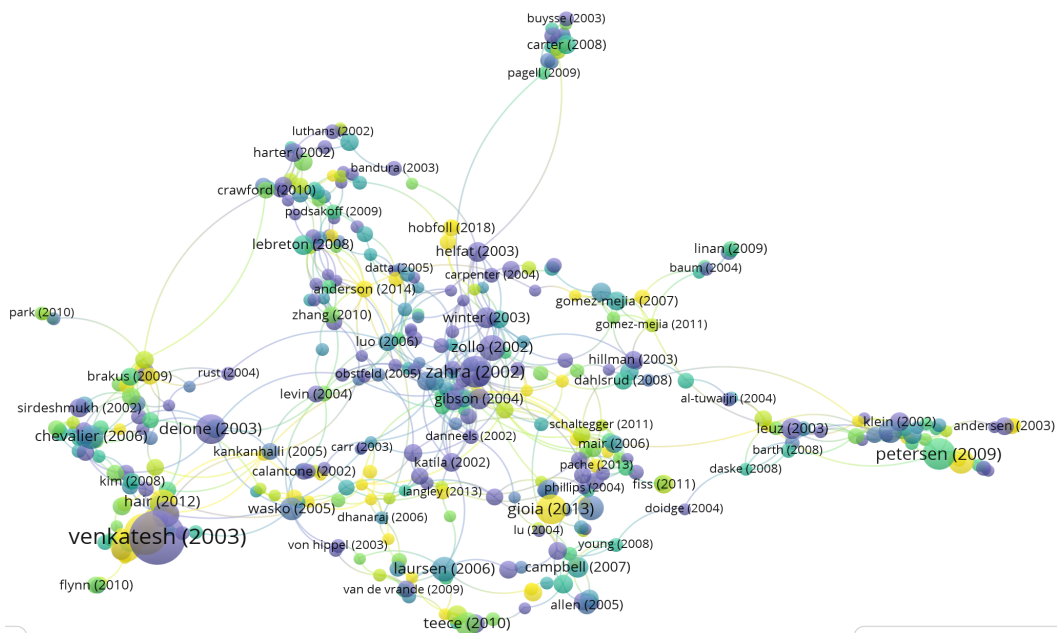 buysse (2003)
carter (2008)
pagell (2009)
luthans (2002)
harter (2002)
bandura (2003)
crawford (2010)
podsakoff (2009)
hobfoll (2018)
lebreton (2008)
helfat (2003)
linan (2009)
datta (2005)
carpenter (2004)
baum (2004)
anderson (2014)
gomez-mejia (2007)
park (2010)
zhang (2010)
winter (2003)
gomez-mejia (2011)
luo (2006)
zollo (2002)
hillman (2003)
brakus (2009)
rust (2004)
obstfeld (2005)
zahra (2002)
dahlsrud (2008)
levin (2004)
gibson (2004)
al-tuwaijri (2004)
sirdeshmukh (2002)
chevalier (2006)
delone (2003)
danneels (2002)
schaltegger (2011)
mair (2006)
leuz (2003)
klein (2002)
andersen (2003)
kankanhalli (2005)
carr (2003)
barth (2008)
petersen (2009)
calantone (2002)
katila (2002)
pache (2013)
daske (2008)
kim (2008)
langley (2013)
phillips (2004)
fiss (2011)
hair (2012)
wasko (2005)
dhanaraj (2006)
gioia (2013)
doidge (2004)
venkatesh (2003)
lu (2004)
von hippel (2003)
young (2008)
flynn (2010)
laursen (2006)
campbell (2007)
van de vrande (2009)
allen (2005)
teece (2010)